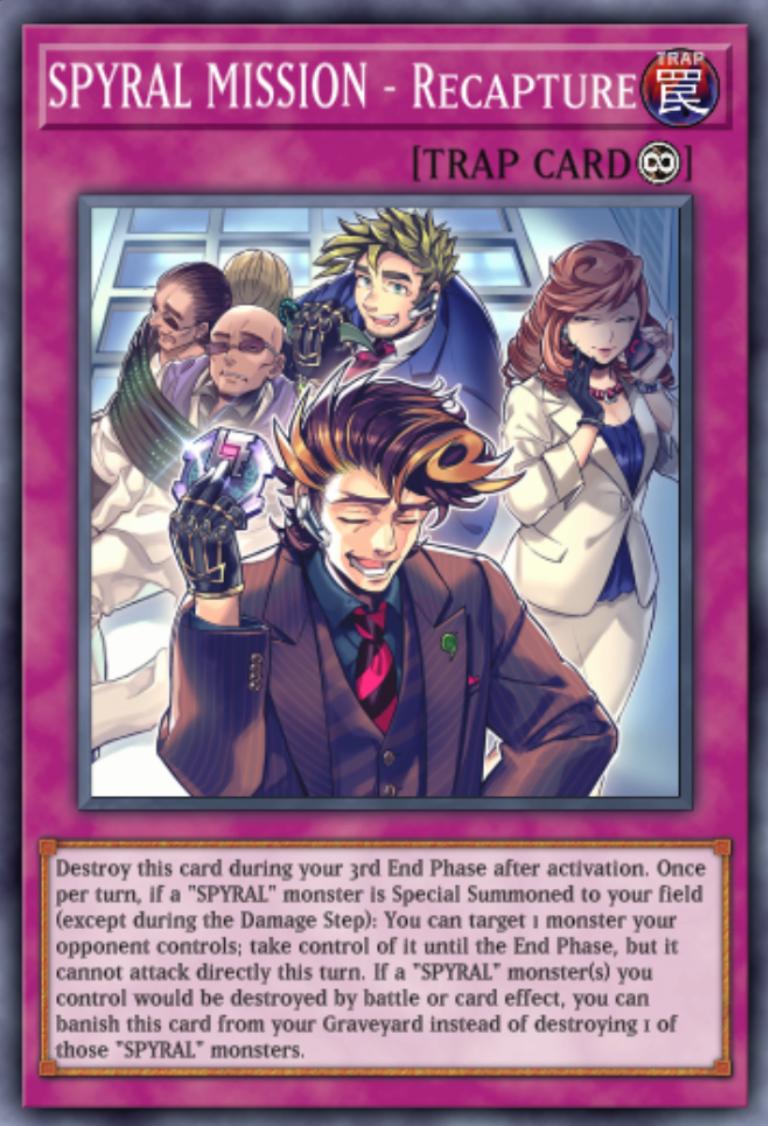 SPYRAL MISSION - RECAPTURE
TRAP
罠
[TRAP CARD∞]
Destroy this card during your 3rd End Phase after activation. Once
per turn, if a "SPYRAL" monster is Special Summoned to your field
(except during the Damage Step): You can target 1 monster your
opponent controls; take control of it until the End Phase, but it
cannot attack directly this turn. If a "SPYRAL" monster(s) you
control would be destroyed by battle or card effect, you can
banish this card from your Graveyard instead of destroying 1 of
those "SPYRAL" monsters.